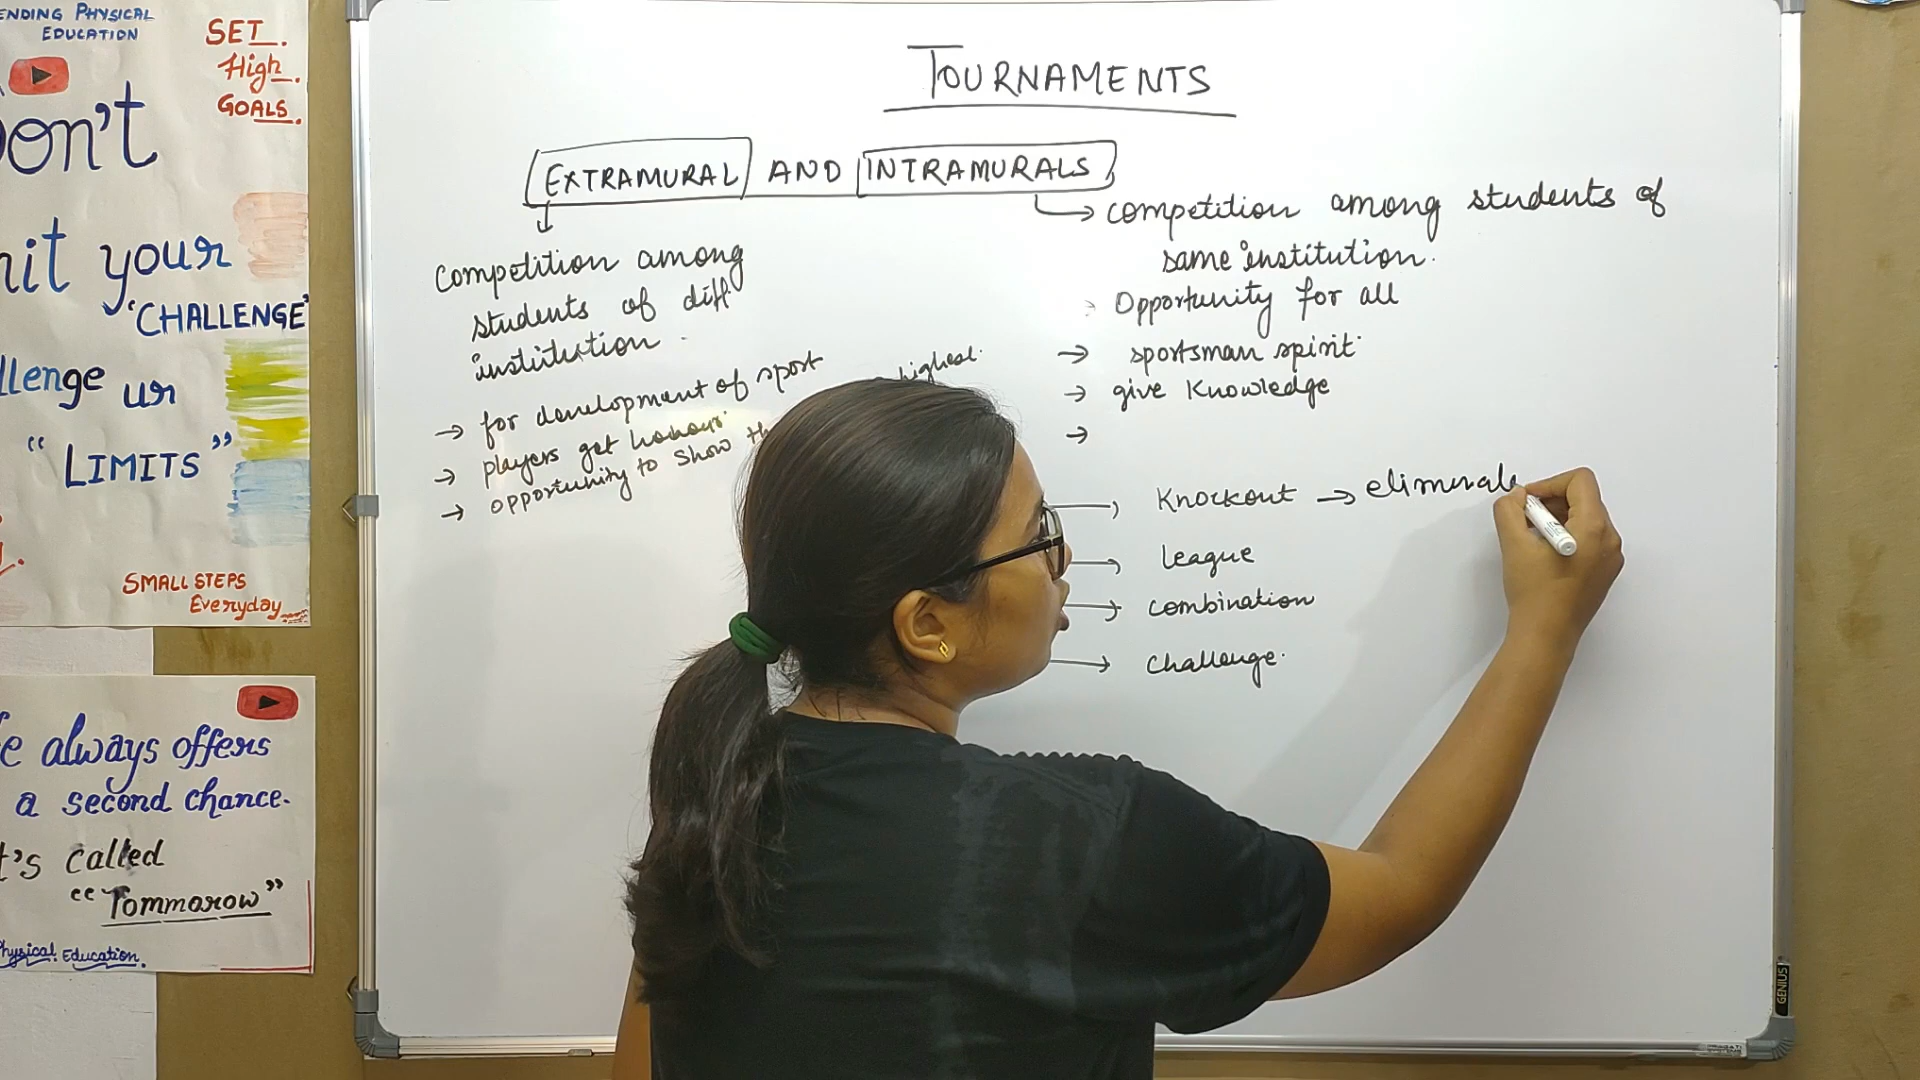 ENDING PHYSICAL
EDUCATION
SET.
High.
GOALS.
on't
your
'CHALLENGE'
llenge ur
"LIMITS"
SMALL STEPS
Everyday
always offers
a second chance.
t's called
"Tommorow"
hysical Education.
TOURNAMENTS
EXTRAMURAL AND INTRAMURALS
competition among
students of diff
institution.
→ for development of sport
→ players get honour
→ opportunity to show
highest.
→ competition among students of
same institution.
Opportunity for all
→ sportsman spirit.
→ give Knowledge
→
→ Knockout →
→ league
→ combination
→ challenge.
GENIUS